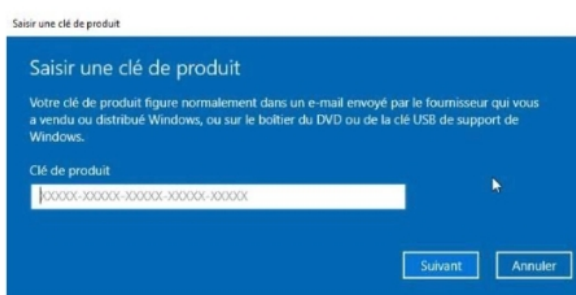 Saisir une clé de produit
Saisir une clé de produit
Votre clé de produit figure normalement dans un e-mail envoyé par le fournisseur qui vous
a vendu ou distribué Windows, ou sur le boîtier du DVD ou de la clé USB de support de
Windows.
Clé de produit
XXXXX-XXXXX-XXXXX-XXXXX-XXXXX
Suivant Annuler